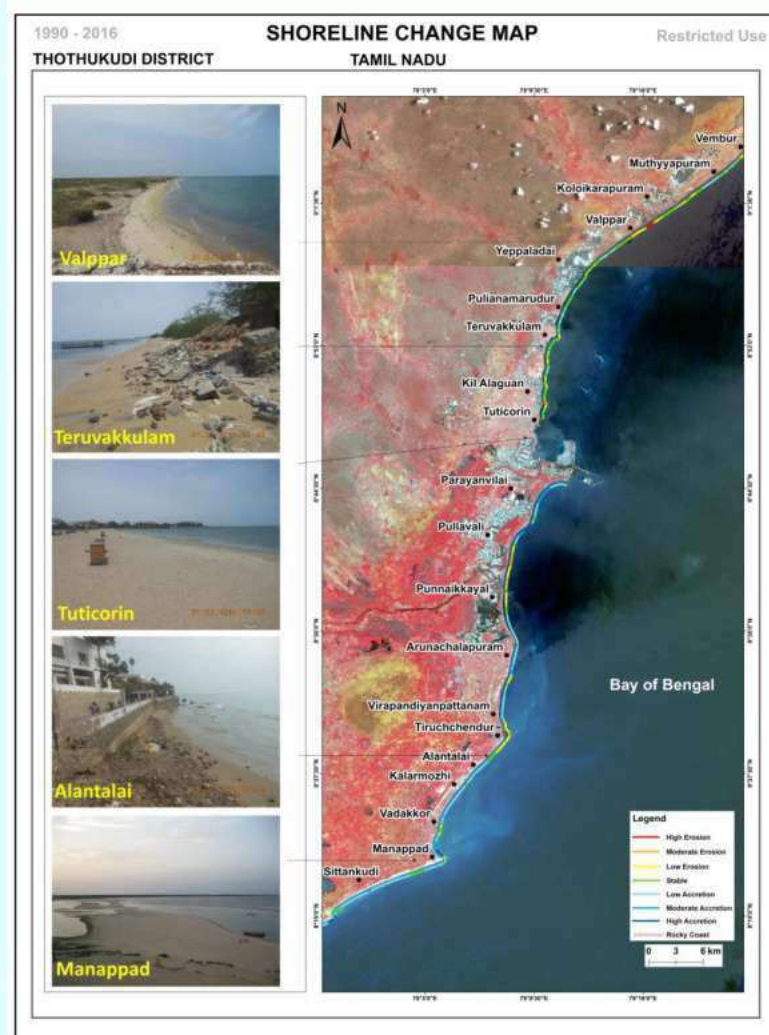 1990 - 2016
SHORELINE CHANGE MAP
Restricted Use
THOTHUKUDI DISTRICT
TAMIL NADU
Valppar
Teruvakkulam
Tuticorin
Alantalai
Manappad
N
Vembur
Muthyyapuram
Koloikarapuram
Valppar
Yeppaladai
Pulianamarudur
Teruvakkulam
Kil Alaguan
Tuticorin
Parayanvilai
Pullavali
Punnaikkayal
Arunachalapuram
Bay of Bengal
Virapandiyanpattanam
Tiruchchendur
Alantalai
Kalarmozhi
Vadakkor
Manappad
Sittankudi
Legend
High Erosion
Moderate Erosion
Low Erosion
Stable
Low Accretion
Moderate Accretion
High Accretion
Rocky Coast
0 3 6 km